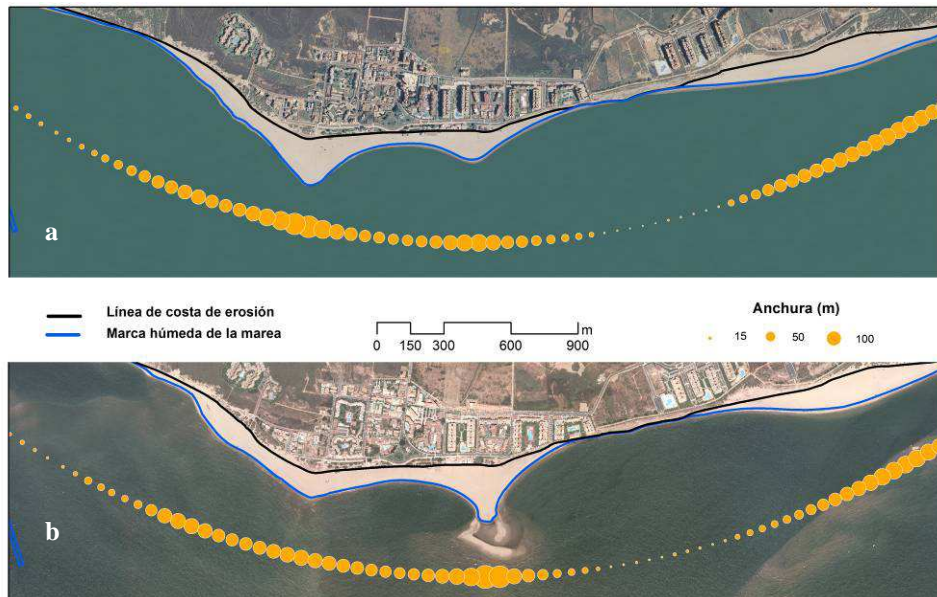 a
Línea de costa de erosión
Marca húmeda de la marea
0 150 300 600 900 m
Anchura (m)
15 50 100
b